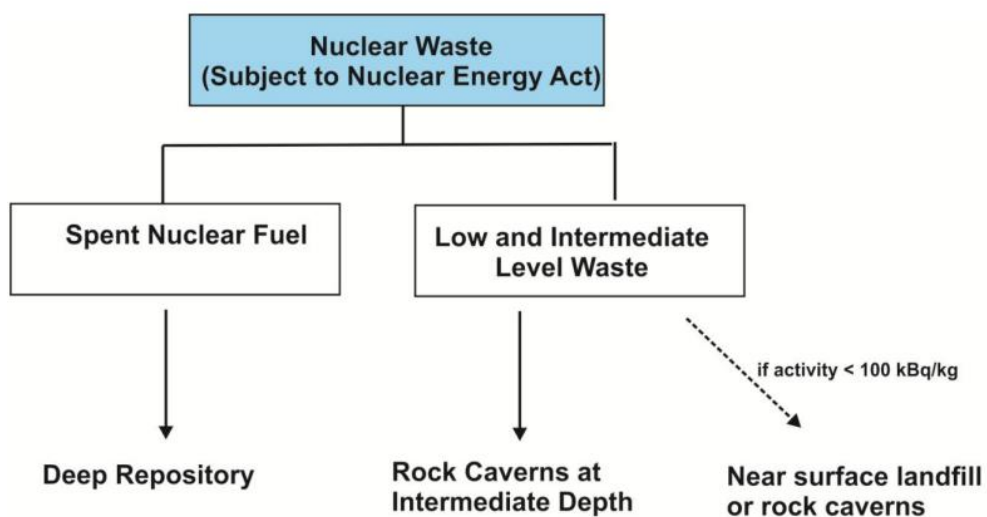 Nuclear Waste
(Subject to Nuclear Energy Act)
Spent Nuclear Fuel
Low and Intermediate
Level Waste
if activity < 100 kBq/kg
Deep Repository
Rock Caverns at
Intermediate Depth
Near surface landfill
or rock caverns